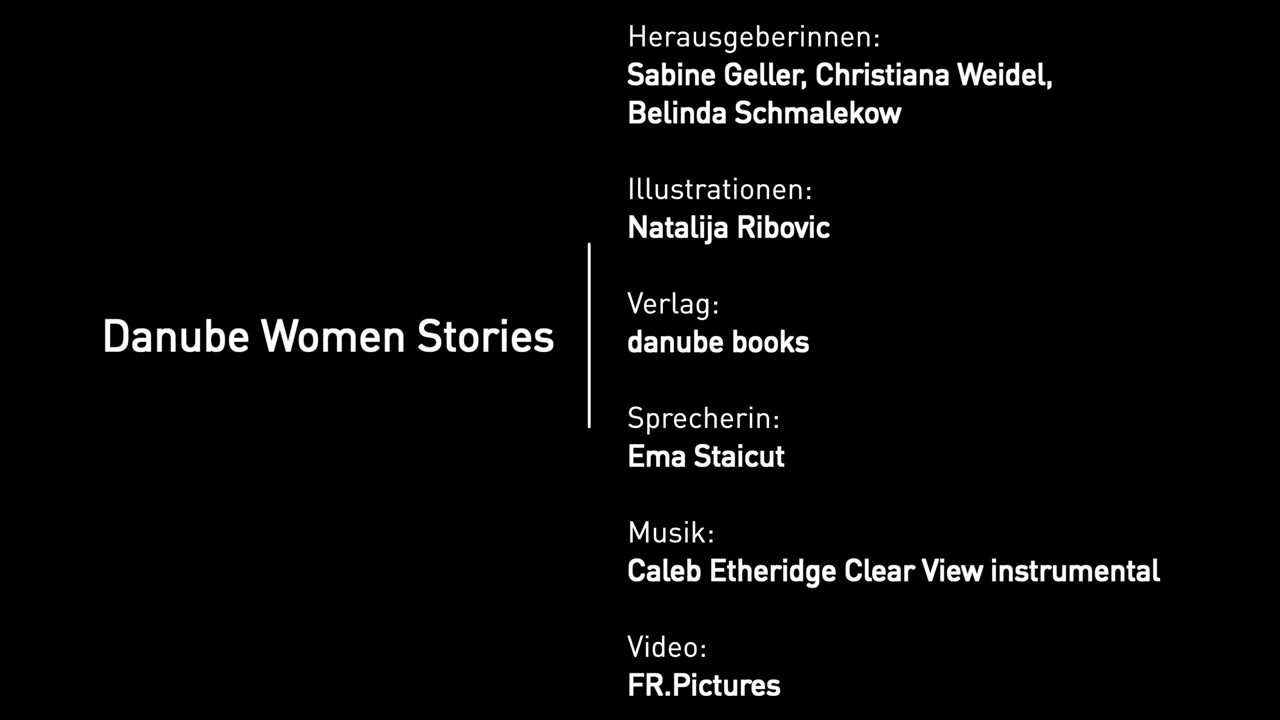 Danube Women Stories
Herausgeberinnen:
Sabine Geller, Christiana Weidel,
Belinda Schmalekow
Illustrationen:
Natalija Ribovic
Verlag:
danube books
Sprecherin:
Ema Staicut
Musik:
Caleb Etheridge Clear View instrumental
Video:
FR.Pictures